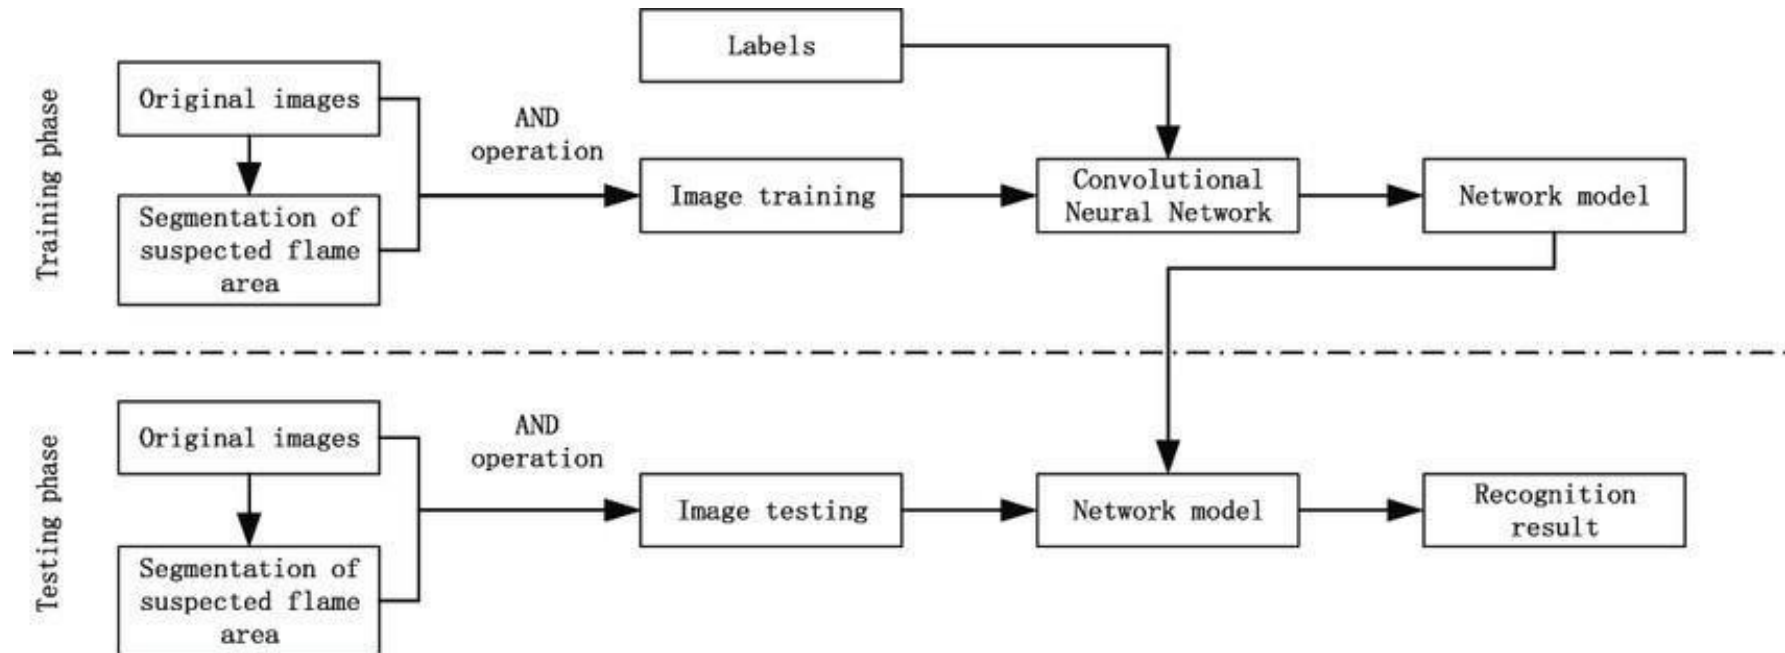 Training phase
Labels
Original images
AND
operation
Segmentation of
suspected flame
area
Image training
Convolutional
Neural Network
Network model
Testing phase
Original images
AND
operation
Segmentation of
suspected flame
area
Image testing
Network model
Recognition
result